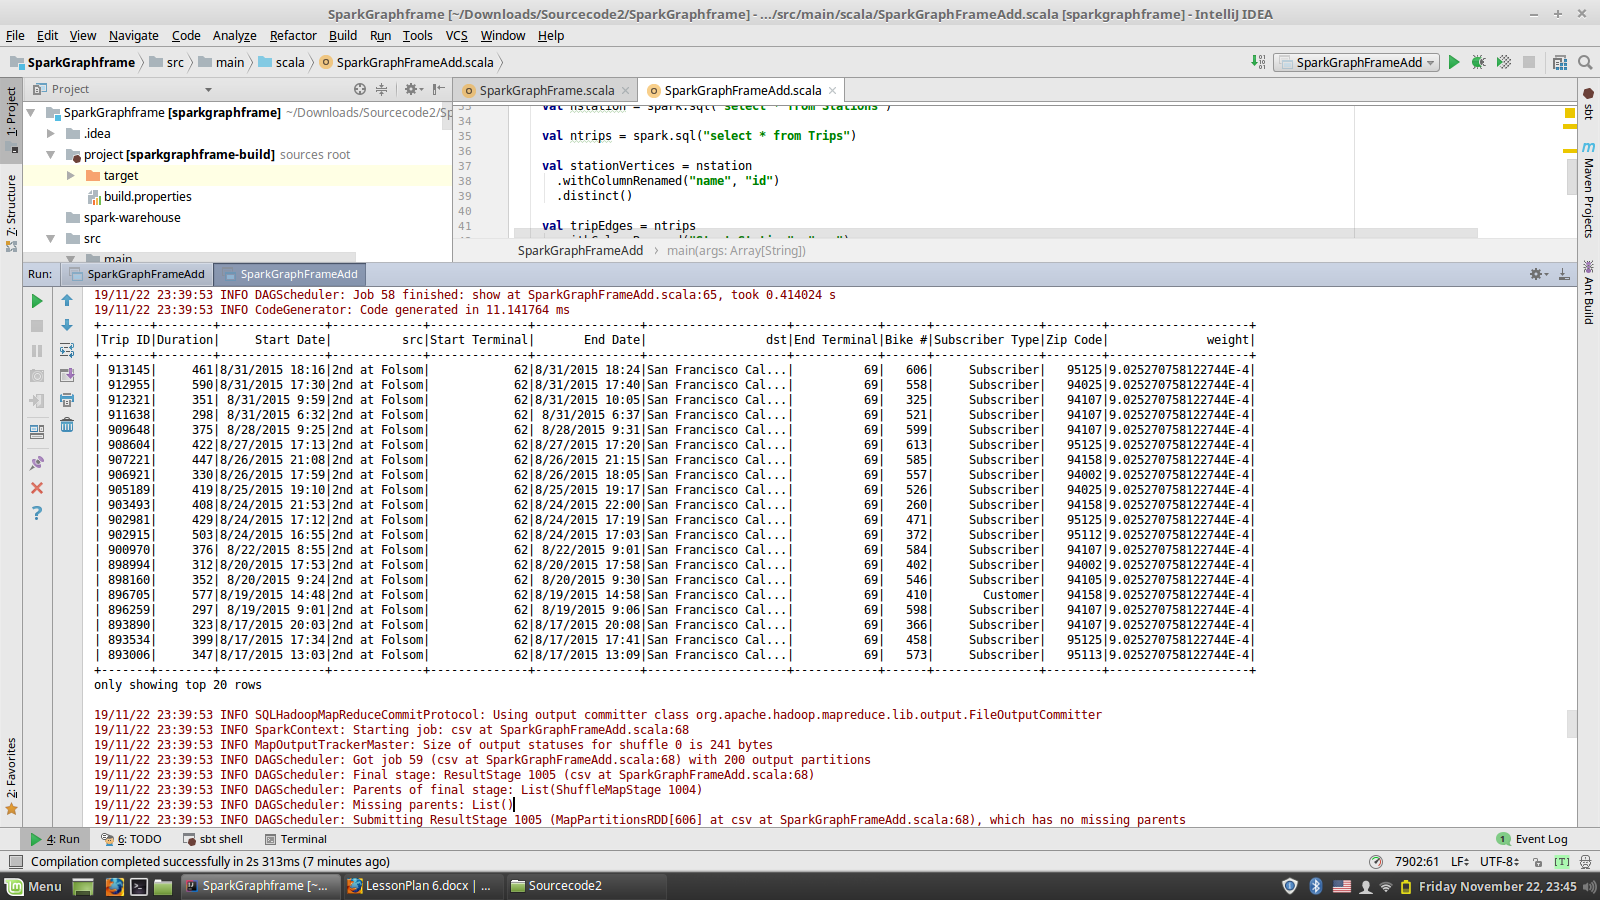 SparkGraphframe [~/Downloads/Sourcecode2/SparkGraphframe] - .../src/main/scala/SparkGraphFrameAdd.scala [sparkgraphframe] - IntelliJ IDEA
File Edit View Navigate Code Analyze Refactor Build Run Tools VCS Window Help
SparkGraphframe src main scala SparkGraphFrameAdd.scala SparkGraphFrameAdd
Project SparkGraphFrame.scala SparkGraphFrameAdd.scala
1: Project
7: Structure
2: Favorites
sbt
Maven Projects
Ant Build
SparkGraphframe [sparkgraphframe] ~/Downloads/Sourcecode2/Sp
.idea
project [sparkgraphframe-build] sources root
target
build.properties
spark-warehouse
src
main
33 val nstation = spark.sql("select * from Stations")
34
35 val ntrips = spark.sql("select * from Trips")
36
37 val stationVertices = nstation
38 .withColumnRenamed("name", "id")
39 .distinct()
40
41 val tripEdges = ntrips
SparkGraphFrameAdd main(args: Array[String])
Run: SparkGraphFrameAdd SparkGraphFrameAdd
19/11/22 23:39:53 INFO DAGScheduler: Job 58 finished: show at SparkGraphFrameAdd.scala:65, took 0.414024 s
19/11/22 23:39:53 INFO CodeGenerator: Code generated in 11.141764 ms
+-------+--------+---------------+-------------+--------------+---------------+--------------------+------------+------+---------------+--------+--------------------+
|Trip ID|Duration| Start Date| src|Start Terminal| End Date| dst|End Terminal|Bike #|Subscriber Type|Zip Code| weight|
+-------+--------+---------------+-------------+--------------+---------------+--------------------+------------+------+---------------+--------+--------------------+
| 913145| 461|8/31/2015 18:16|2nd at Folsom| 62|8/31/2015 18:24|San Francisco Cal...| 69| 606| Subscriber| 95125|9.025270758122744E-4|
| 912955| 590|8/31/2015 17:30|2nd at Folsom| 62|8/31/2015 17:40|San Francisco Cal...| 69| 558| Subscriber| 94025|9.025270758122744E-4|
| 912321| 351| 8/31/2015 9:59|2nd at Folsom| 62|8/31/2015 10:05|San Francisco Cal...| 69| 325| Subscriber| 94107|9.025270758122744E-4|
| 911638| 298| 8/31/2015 6:32|2nd at Folsom| 62| 8/31/2015 6:37|San Francisco Cal...| 69| 521| Subscriber| 94107|9.025270758122744E-4|
| 909648| 375| 8/28/2015 9:25|2nd at Folsom| 62| 8/28/2015 9:31|San Francisco Cal...| 69| 599| Subscriber| 94107|9.025270758122744E-4|
| 908604| 422|8/27/2015 17:13|2nd at Folsom| 62|8/27/2015 17:20|San Francisco Cal...| 69| 613| Subscriber| 95125|9.025270758122744E-4|
| 907221| 447|8/26/2015 21:08|2nd at Folsom| 62|8/26/2015 21:15|San Francisco Cal...| 69| 585| Subscriber| 94158|9.025270758122744E-4|
| 906921| 330|8/26/2015 17:59|2nd at Folsom| 62|8/26/2015 18:05|San Francisco Cal...| 69| 557| Subscriber| 94002|9.025270758122744E-4|
| 905189| 419|8/25/2015 19:10|2nd at Folsom| 62|8/25/2015 19:17|San Francisco Cal...| 69| 526| Subscriber| 94025|9.025270758122744E-4|
| 903493| 408|8/24/2015 21:53|2nd at Folsom| 62|8/24/2015 22:00|San Francisco Cal...| 69| 260| Subscriber| 94158|9.025270758122744E-4|
| 902981| 429|8/24/2015 17:12|2nd at Folsom| 62|8/24/2015 17:19|San Francisco Cal...| 69| 471| Subscriber| 95125|9.025270758122744E-4|
| 902915| 503|8/24/2015 16:55|2nd at Folsom| 62|8/24/2015 17:03|San Francisco Cal...| 69| 372| Subscriber| 95112|9.025270758122744E-4|
| 900970| 376| 8/22/2015 8:55|2nd at Folsom| 62| 8/22/2015 9:01|San Francisco Cal...| 69| 584| Subscriber| 94107|9.025270758122744E-4|
| 898994| 312|8/20/2015 17:53|2nd at Folsom| 62|8/20/2015 17:58|San Francisco Cal...| 69| 402| Subscriber| 94002|9.025270758122744E-4|
| 898160| 352| 8/20/2015 9:24|2nd at Folsom| 62| 8/20/2015 9:30|San Francisco Cal...| 69| 546| Subscriber| 94105|9.025270758122744E-4|
| 896705| 577|8/19/2015 14:48|2nd at Folsom| 62|8/19/2015 14:58|San Francisco Cal...| 69| 410| Customer| 94158|9.025270758122744E-4|
| 896259| 297| 8/19/2015 9:01|2nd at Folsom| 62| 8/19/2015 9:06|San Francisco Cal...| 69| 598| Subscriber| 94107|9.025270758122744E-4|
| 893890| 323|8/17/2015 20:03|2nd at Folsom| 62|8/17/2015 20:08|San Francisco Cal...| 69| 366| Subscriber| 94107|9.025270758122744E-4|
| 893534| 399|8/17/2015 17:34|2nd at Folsom| 62|8/17/2015 17:41|San Francisco Cal...| 69| 458| Subscriber| 95125|9.025270758122744E-4|
| 893006| 347|8/17/2015 13:03|2nd at Folsom| 62|8/17/2015 13:09|San Francisco Cal...| 69| 573| Subscriber| 95113|9.025270758122744E-4|
+-------+--------+---------------+-------------+--------------+---------------+--------------------+------------+------+---------------+--------+--------------------+
only showing top 20 rows
19/11/22 23:39:53 INFO SQLHadoopMapReduceCommitProtocol: Using output committer class org.apache.hadoop.mapreduce.lib.output.FileOutputCommitter
19/11/22 23:39:53 INFO SparkContext: Starting job: csv at SparkGraphFrameAdd.scala:68
19/11/22 23:39:53 INFO MapOutputTrackerMaster: Size of output statuses for shuffle 0 is 241 bytes
19/11/22 23:39:53 INFO DAGScheduler: Got job 59 (csv at SparkGraphFrameAdd.scala:68) with 200 output partitions
19/11/22 23:39:53 INFO DAGScheduler: Final stage: ResultStage 1005 (csv at SparkGraphFrameAdd.scala:68)
19/11/22 23:39:53 INFO DAGScheduler: Parents of final stage: List(ShuffleMapStage 1004)
19/11/22 23:39:53 INFO DAGScheduler: Missing parents: List()
19/11/22 23:39:53 INFO DAGScheduler: Submitting ResultStage 1005 (MapPartitionsRDD[606] at csv at SparkGraphFrameAdd.scala:68), which has no missing parents
4: Run 6: TODO sbt shell Terminal 1 Event Log
Compilation completed successfully in 2s 313ms (7 minutes ago) 7902:61 LF UTF-8 [T]
Menu SparkGraphframe [~... LessonPlan 6.docx | ... Sourcecode2 Friday November 22, 23:45